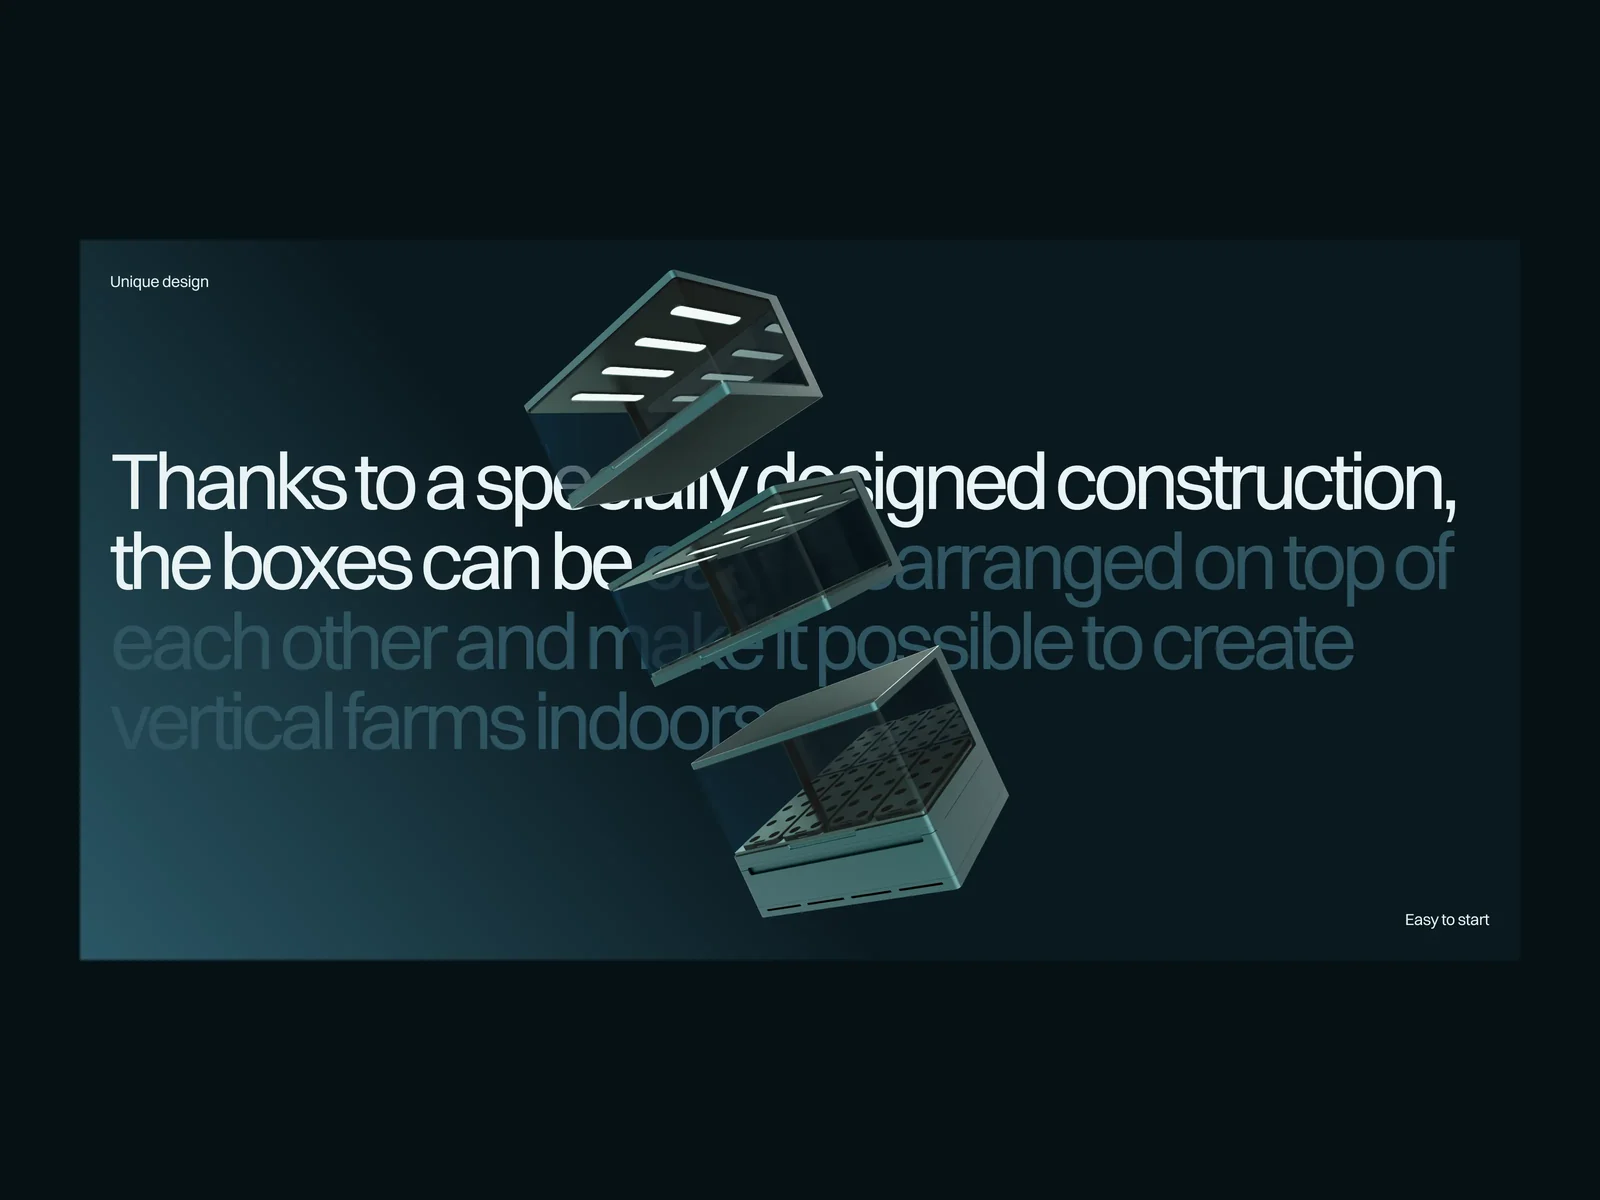 Unique design
Thanks to a specially designed construction,
the boxes can be arranged on top of
each other and make it possible to create
vertical farms indoors
Easy to start